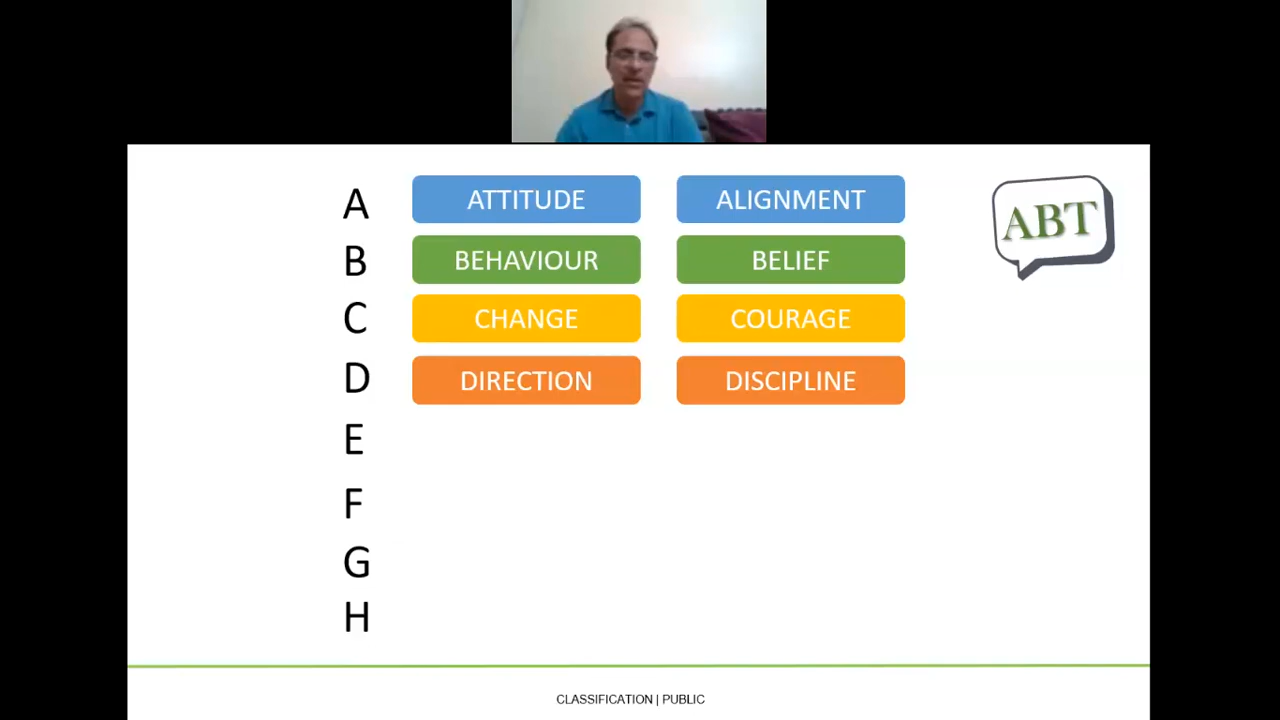 A ATTITUDE ALIGNMENT
ABT
B BEHAVIOUR BELIEF
C CHANGE COURAGE
D DIRECTION DISCIPLINE
E
F
G
H
CLASSIFICATION | PUBLIC